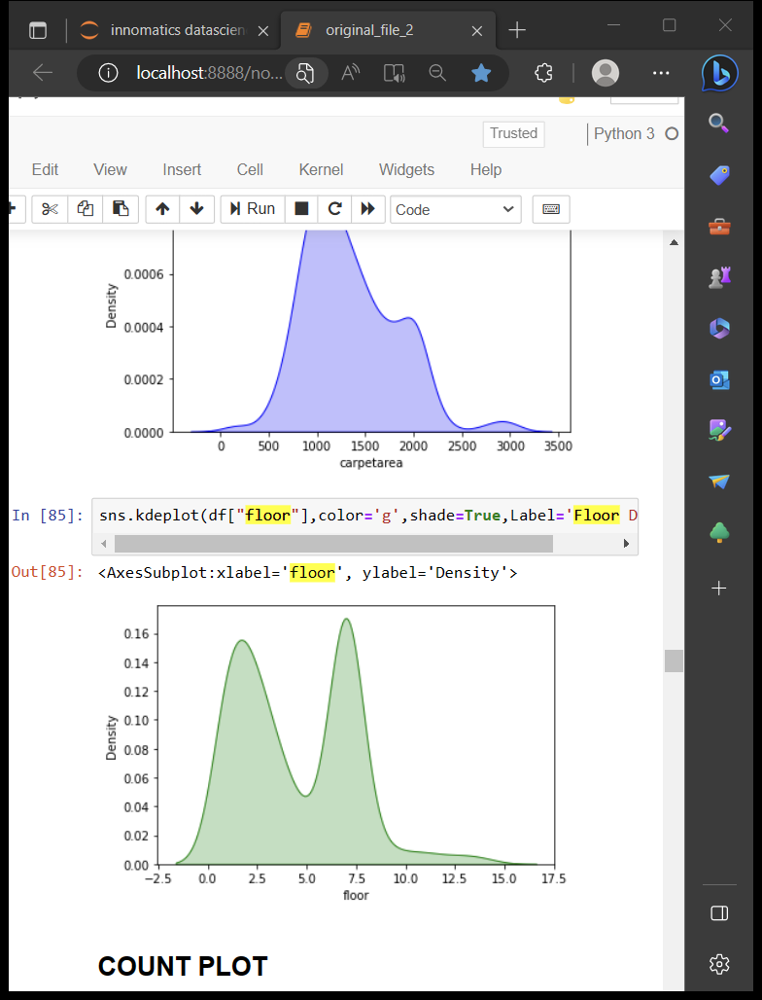 innomatics datascien
original_file_2
localhost:8888/no...
Trusted
Python 3
Edit View Insert Cell Kernel Widgets Help
Run
Code
0.0006
0.0004
0.0002
0.0000
Density
0 500 1000 1500 2000 2500 3000 3500
carpetarea
In [85]: sns.kdeplot(df["floor"],color='g',shade=True,Label='Floor D
Out[85]: <AxesSubplot:xlabel='floor', ylabel='Density'>
0.16
0.14
0.12
0.10
0.08
0.06
0.04
0.02
0.00
Density
−2.5 0.0 2.5 5.0 7.5 10.0 12.5 15.0 17.5
floor
COUNT PLOT